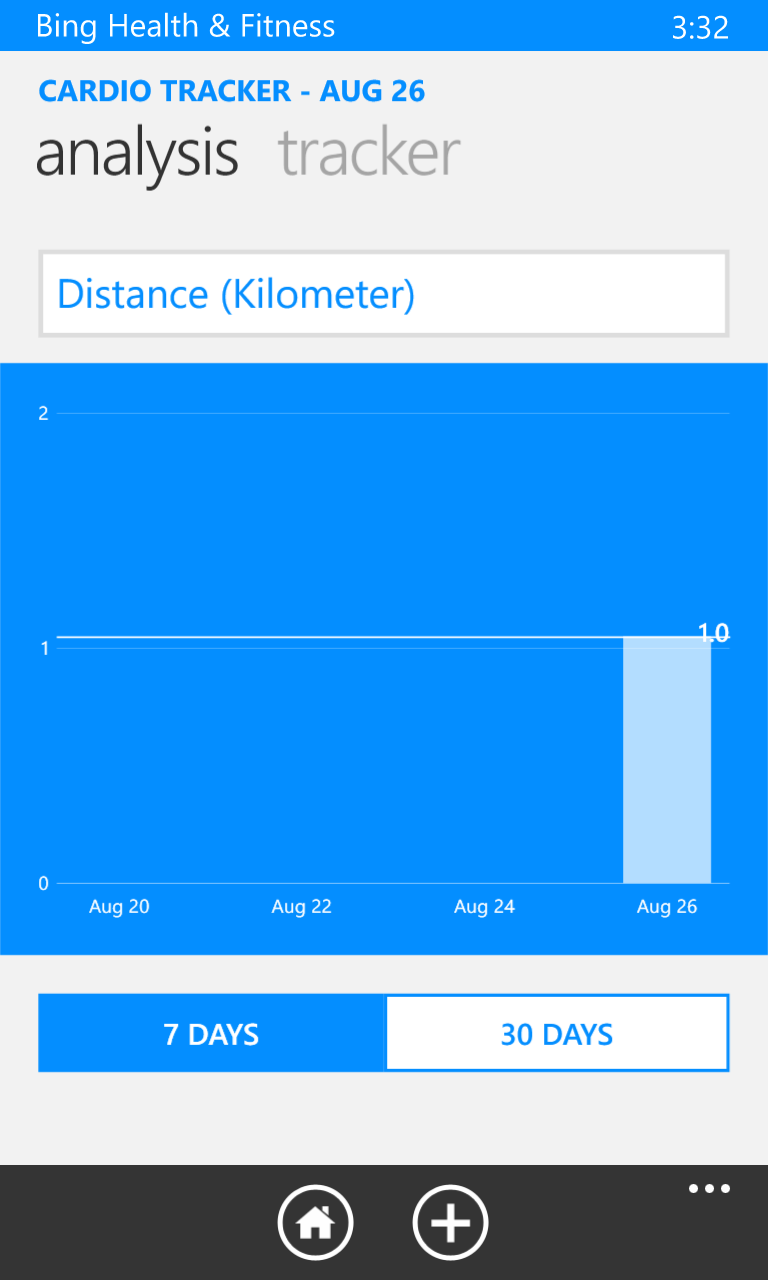 Bing Health & Fitness 3:32
CARDIO TRACKER - AUG 26
analysis tracker
Distance (Kilometer)
2
1.0
1
0
Aug 20 Aug 22 Aug 24 Aug 26
7 DAYS 30 DAYS